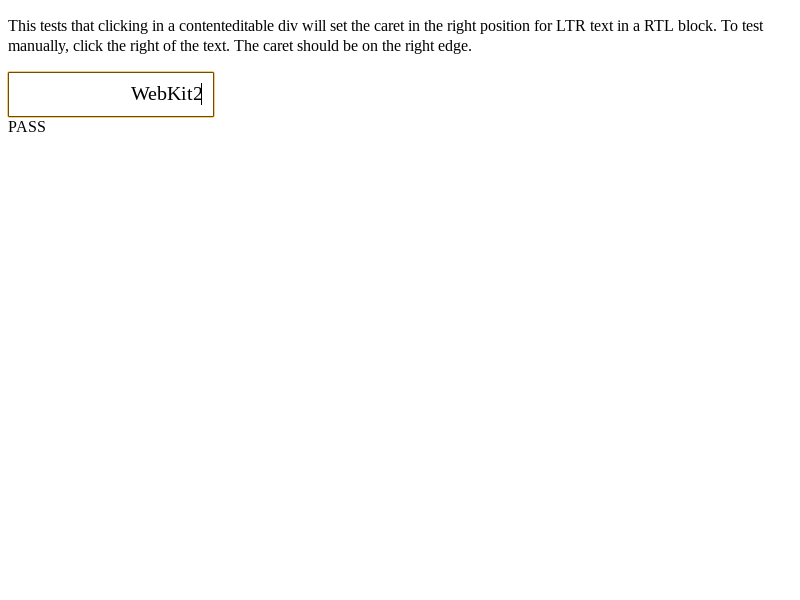 This tests that clicking in a contenteditable div will set the caret in the right position for LTR text in a RTL block. To test
manually, click the right of the text. The caret should be on the right edge.
WebKit2
PASS